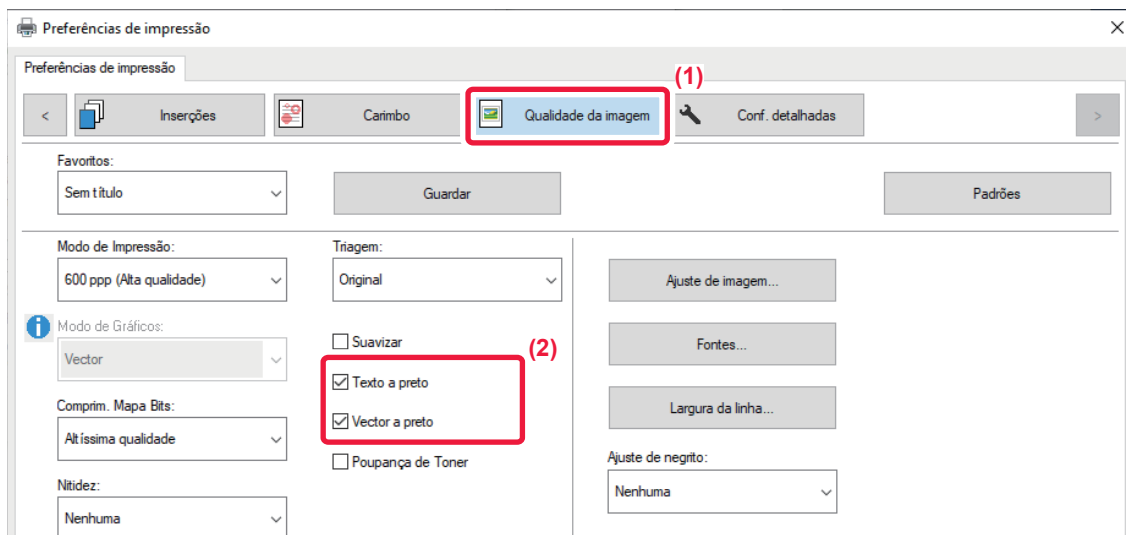 Preferências de impressão
Preferências de impressão
(1)
< Inserções Carimbo Qualidade da imagem Conf. detalhadas >
Favoritos:
Sem título Guardar Padrões
Modo de Impressão: Triagem:
600 ppp (Alta qualidade) Original Ajuste de imagem...
Modo de Gráficos:
Vector
Suavizar
(2)
Fontes...
Texto a preto
Comprim. Mapa Bits:
Altíssima qualidade
Vector a preto
Largura da linha...
Poupança de Toner
Ajuste de negrito:
Nenhuma
Nitidez:
Nenhuma